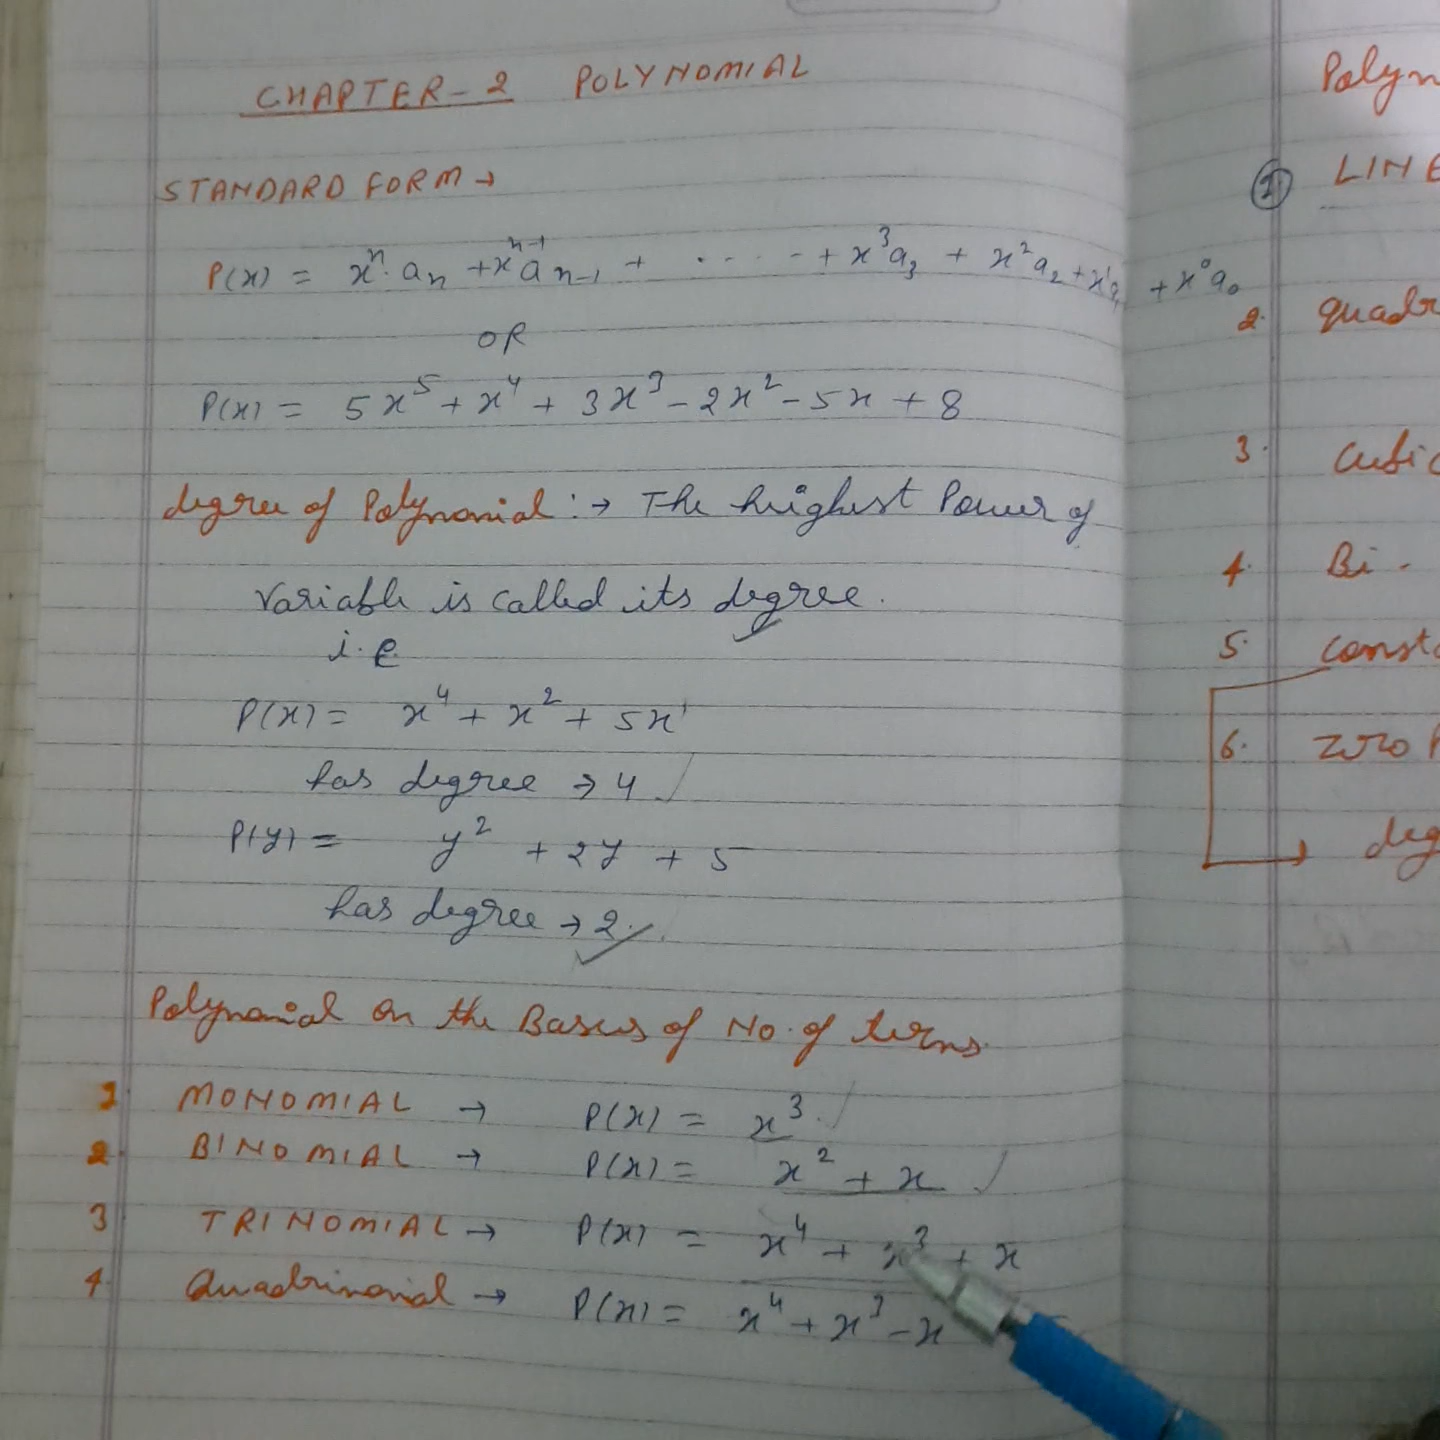 CHAPTER-2 POLYNOMIAL
STANDARD FORM →
P(x) = xⁿ·aₙ + xⁿ⁻¹aₙ₋₁ + ..... + x³a₃ + x²a₂ + x¹a₁ + x⁰a₀
OR
P(x) = 5x⁵ + x⁴ + 3x³ - 2x² - 5x + 8
degree of Polynomial :→ The highest Power of
variable is called its degree.
i.e
P(x) = x⁴ + x² + 5x¹
has degree → 4
P(y) = y² + 2y + 5
has degree → 2
Polynomial on the Basis of No. of terms
1 MONOMIAL → P(x) = x³
2. BINOMIAL → P(x) = x² + x
3 TRINOMIAL → P(x) = x⁴ + x³ + x
4. Quadrinomial → P(x) = x⁴ + x³ - x
Polyn
1 LINE
2. quadr
3. cubic
4. Bi-
5. consta
6. zero P
deg